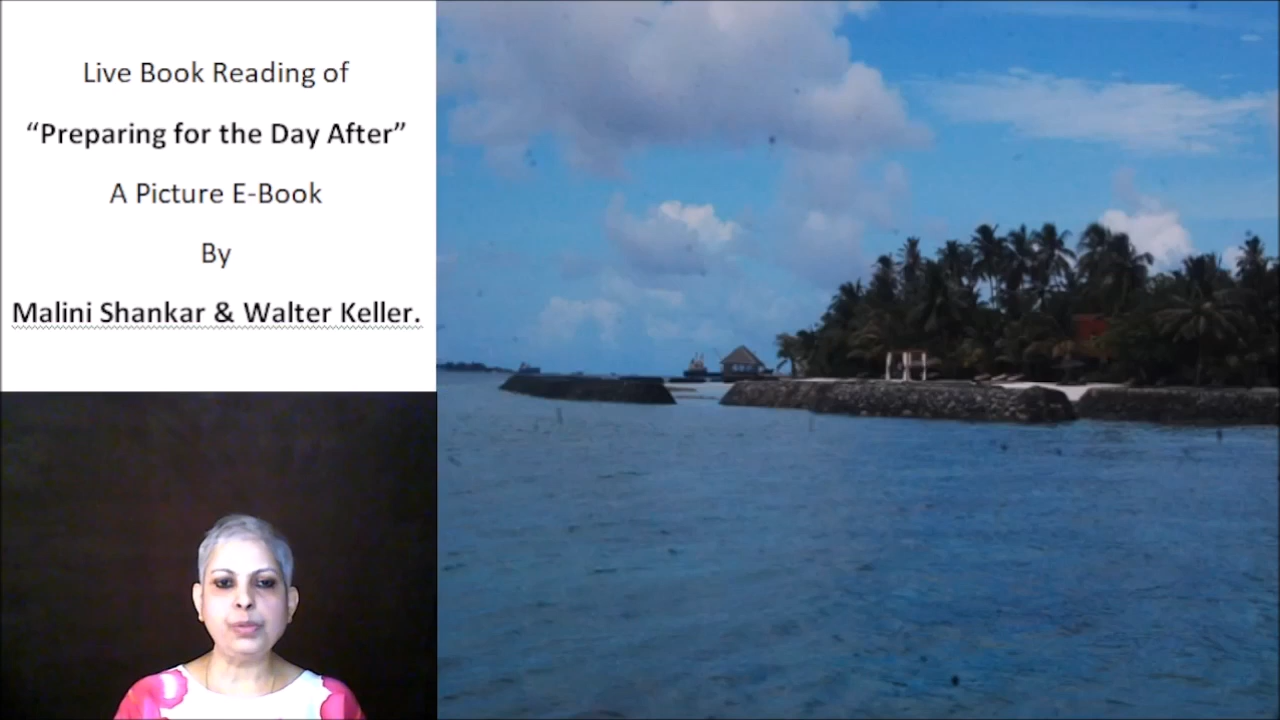 Live Book Reading of
“Preparing for the Day After”
A Picture E-Book
By
Malini Shankar & Walter Keller.